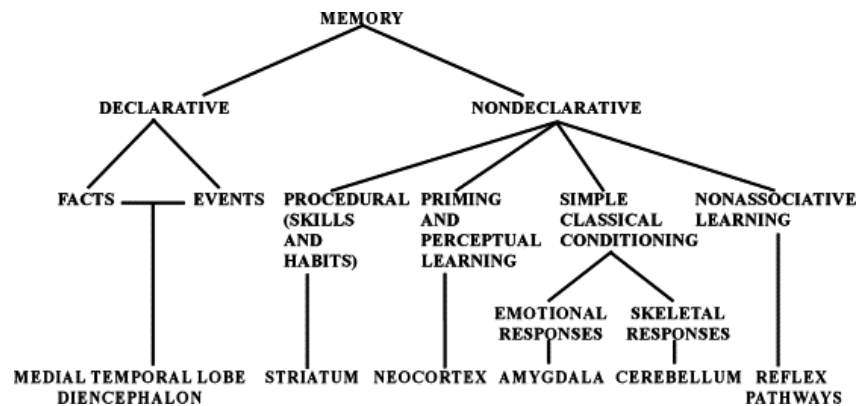 MEMORY
DECLARATIVE
NONDECLARATIVE
FACTS
EVENTS
PROCEDURAL
(SKILLS
AND
HABITS)
PRIMING
AND
PERCEPTUAL
LEARNING
SIMPLE
CLASSICAL
CONDITIONING
NONASSOCIATIVE
LEARNING
EMOTIONAL
RESPONSES
SKELETAL
RESPONSES
MEDIAL TEMPORAL LOBE
DIENCEPHALON
STRIATUM
NEOCORTEX
AMYGDALA
CEREBELLUM
REFLEX
PATHWAYS